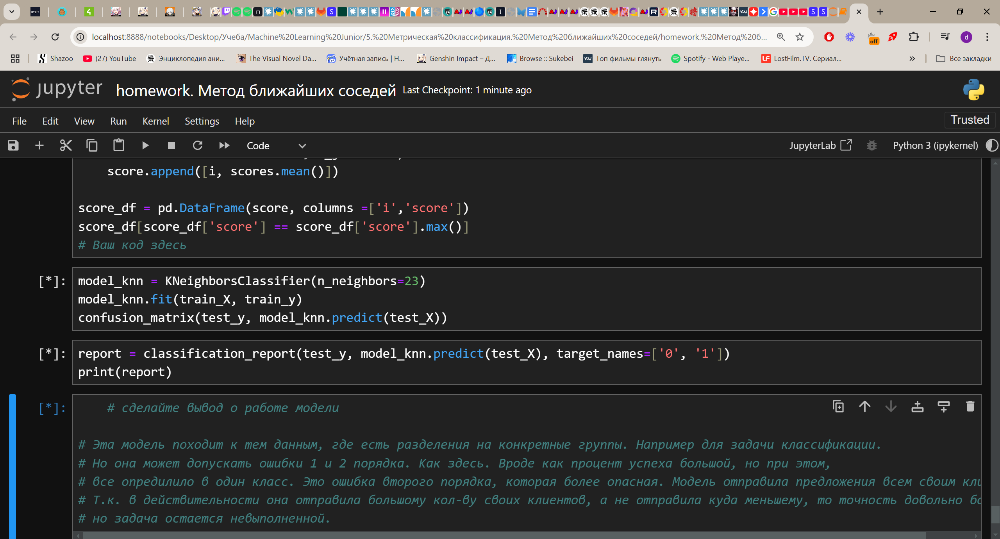 BYBIT
localhost:8888/notebooks/Desktop/Учеба/Machine%20Learning%20Junior/5.%20Метрическая%20классификация.%20Метод%20ближайших%20соседей/homework.%20Метод%20б...
off
d
Shazoo
(27) YouTube
Энциклопедия ани...
The Visual Novel Da...
Учётная запись | H...
Genshin Impact – Д...
Browse :: Sukebei
Топ фильмы глянуть
Spotify - Web Playe...
LostFilm.TV. Сериал...
Все закладки
jupyter homework. Метод ближайших соседей Last Checkpoint: 1 minute ago
File Edit View Run Kernel Settings Help
Trusted
Code
JupyterLab
Python 3 (ipykernel)
score.append([i, scores.mean()])
score_df = pd.DataFrame(score, columns =['i','score'])
score_df[score_df['score'] == score_df['score'].max()]
# Ваш код здесь
[*]: model_knn = KNeighborsClassifier(n_neighbors=23)
model_knn.fit(train_X, train_y)
confusion_matrix(test_y, model_knn.predict(test_X))
[*]: report = classification_report(test_y, model_knn.predict(test_X), target_names=['0', '1'])
print(report)
[*]: # сделайте вывод о работе модели
# Эта модель походит к тем данным, где есть разделения на конкретные группы. Например для задачи классификации.
# Но она может допускать ошибки 1 и 2 порядка. Как здесь. Вроде как процент успеха большой, но при этом,
# все опредилило в один класс. Это ошибка второго порядка, которая более опасная. Модель отправила предложения всем своим кли
# Т.к. в действительности она отправила большому кол-ву своих клиентов, а не отправила куда меньшему, то точность довольно бо
# но задача остается невыполненной.